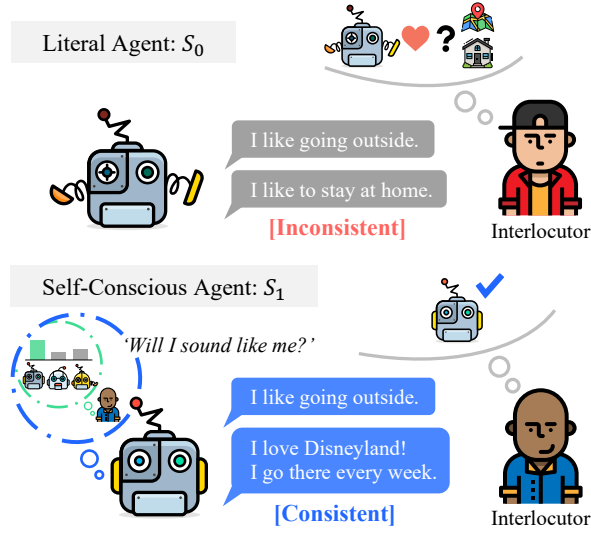 Literal Agent: S₀
?
I like going outside.
I like to stay at home.
[Inconsistent]
Interlocutor
Self-Conscious Agent: S₁
‘Will I sound like me?’
I like going outside.
I love Disneyland!
I go there every week.
[Consistent]
Interlocutor